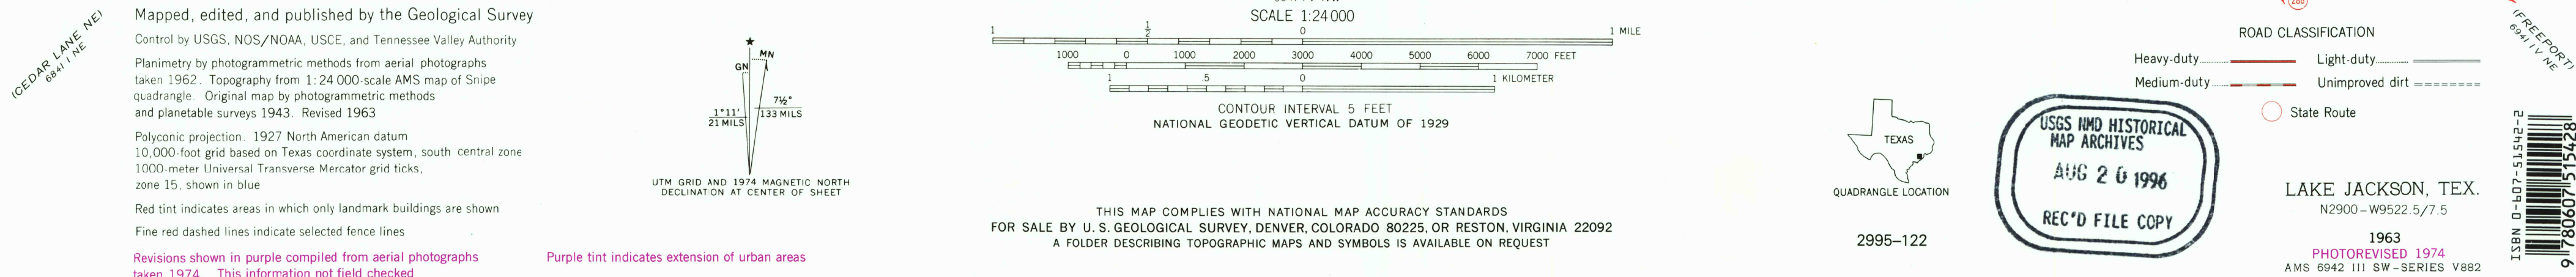 (CEDAR LANE NE)
6841 I NE
Mapped, edited, and published by the Geological Survey
Control by USGS, NOS/NOAA, USCE, and Tennessee Valley Authority
Planimetry by photogrammetric methods from aerial photographs
taken 1962. Topography from 1:24 000-scale AMS map of Snipe
quadrangle. Original map by photogrammetric methods
and planetable surveys 1943. Revised 1963
Polyconic projection. 1927 North American datum
10,000-foot grid based on Texas coordinate system, south central zone
1000-meter Universal Transverse Mercator grid ticks,
zone 15, shown in blue
Red tint indicates areas in which only landmark buildings are shown
Fine red dashed lines indicate selected fence lines
Revisions shown in purple compiled from aerial photographs
taken 1974. This information not field checked
Purple tint indicates extension of urban areas
MN
GN
1°11'
21 MILS
7½°
133 MILS
UTM GRID AND 1974 MAGNETIC NORTH
DECLINATION AT CENTER OF SHEET
SCALE 1:24 000
1 ½ 0 1 MILE
1000 0 1000 2000 3000 4000 5000 6000 7000 FEET
1 .5 0 1 KILOMETER
CONTOUR INTERVAL 5 FEET
NATIONAL GEODETIC VERTICAL DATUM OF 1929
THIS MAP COMPLIES WITH NATIONAL MAP ACCURACY STANDARDS
FOR SALE BY U. S. GEOLOGICAL SURVEY, DENVER, COLORADO 80225, OR RESTON, VIRGINIA 22092
A FOLDER DESCRIBING TOPOGRAPHIC MAPS AND SYMBOLS IS AVAILABLE ON REQUEST
TEXAS
QUADRANGLE LOCATION
2995-122
USGS NMD HISTORICAL
MAP ARCHIVES
AUG 20 1996
REC'D FILE COPY
288
ROAD CLASSIFICATION
Heavy-duty
Light-duty
Medium-duty
Unimproved dirt
State Route
LAKE JACKSON, TEX.
N2900-W9522.5/7.5
1963
PHOTOREVISED 1974
AMS 6942 III SW-SERIES V882
(FREEPORT)
6941 IV NE
ISBN 0-607-51542-2
9 780607 515428